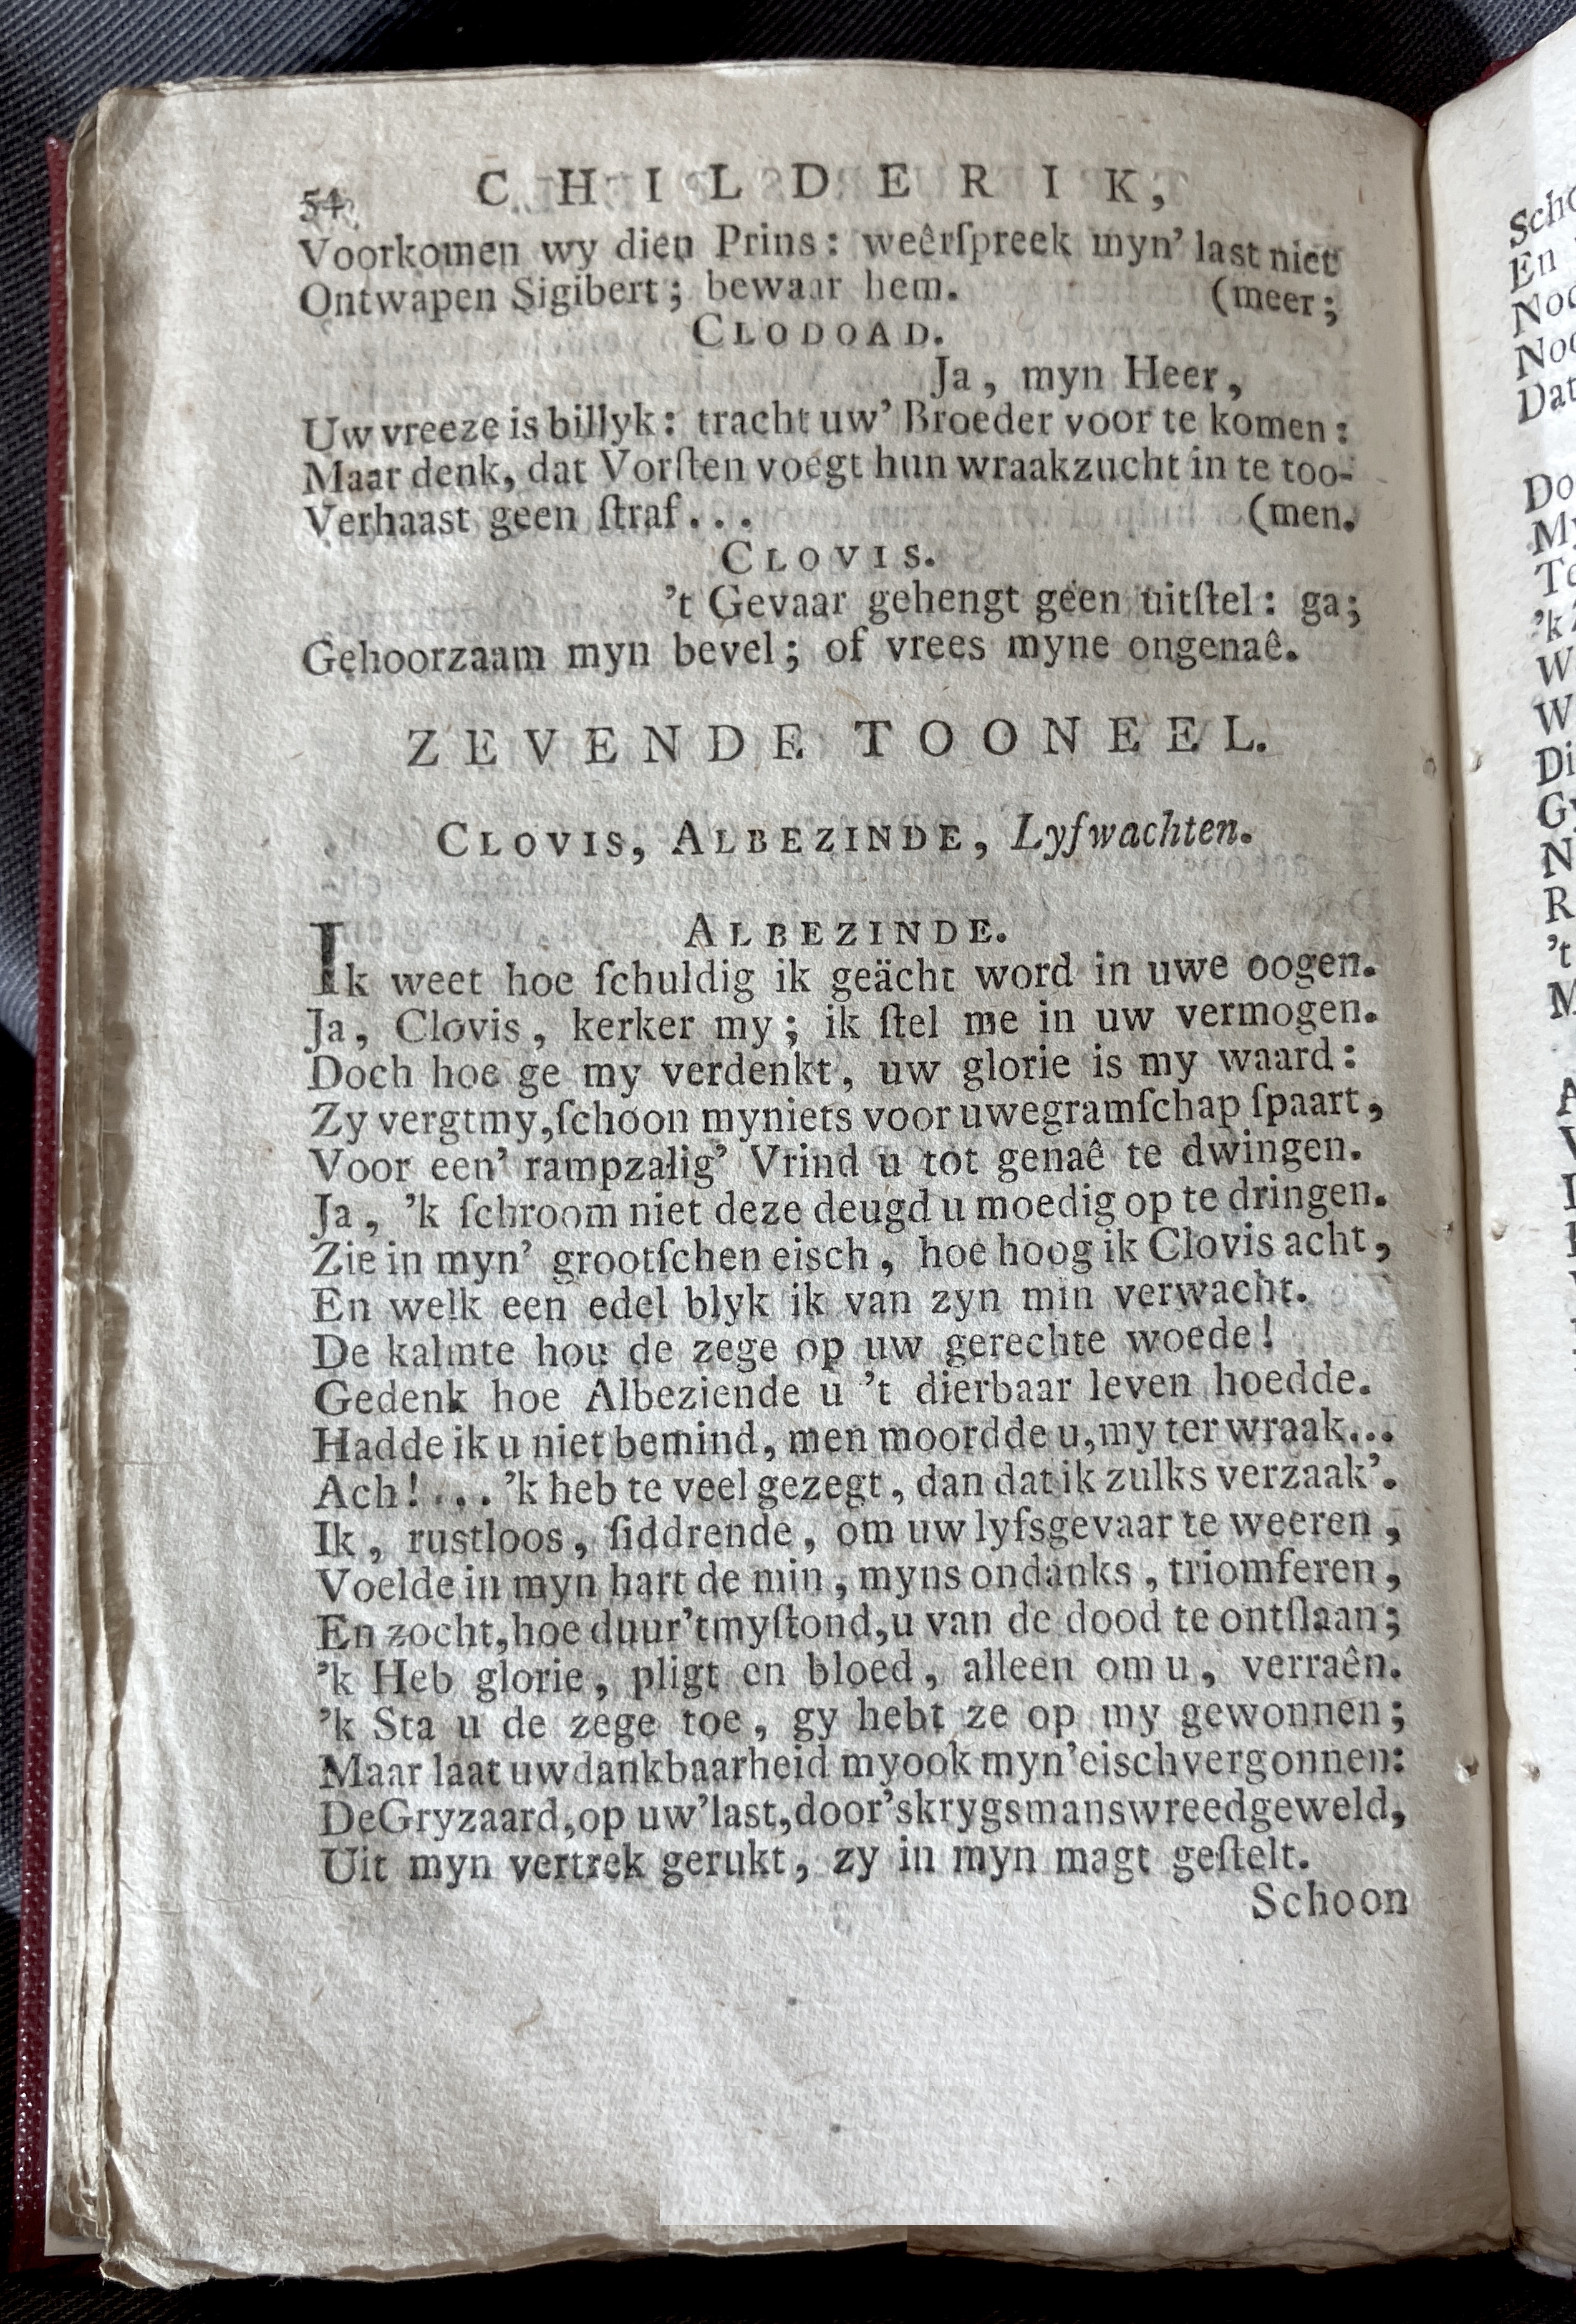 54 CHILDERIK,
Voorkomen wy dien Prins: weêrſpreek myn' last niet
Ontwapen Sigibert; bewaar hem. (meer;
CLODOAD.
Ja, myn Heer,
Uw vreeze is billyk: tracht uw' Broeder voor te komen:
Maar denk, dat Vorſten voegt hun wraakzucht in te too-
Verhaast geen ſtraf... (men.
CLOVIS.
't Gevaar gehengt geen uitſtel: ga;
Gehoorzaam myn bevel; of vrees myne ongenaê.
ZEVENDE TOONEEL.
CLOVIS, ALBEZINDE, Lyfwachten.
ALBEZINDE.
Ik weet hoe ſchuldig ik geächt word in uwe oogen.
Ja, Clovis, kerker my; ik ſtel me in uw vermogen.
Doch hoe ge my verdenkt, uw glorie is my waard:
Zy vergt my, ſchoon my niets voor uwe gramſchap ſpaart,
Voor een' rampzalig' Vrind u tot genaê te dwingen.
Ja, 'k ſchroom niet deze deugd u moedig op te dringen.
Zie in myn' grootſchen eisch, hoe hoog ik Clovis acht,
En welk een edel blyk ik van zyn min verwacht.
De kalmte hou de zege op uw gerechte woede!
Gedenk hoe Albeziende u 't dierbaar leven hoedde.
Hadde ik u niet bemind, men moordde u, my ter wraak...
Ach!... 'k heb te veel gezegt, dan dat ik zulks verzaak'.
Ik, rustloos, ſiddrende, om uw lyfsgevaar te weeren,
Voelde in myn hart de min, myns ondanks, triomferen,
En zocht, hoe duur 't my ſtond, u van de dood te ontſlaan;
'k Heb glorie, pligt en bloed, alleen om u, verraên.
'k Sta u de zege toe, gy hebt ze op my gewonnen;
Maar laat uw dankbaarheid my ook myn' eisch vergonnen:
De Gryzaard, op uw' last, door 's krygsmans wreed geweld,
Uit myn vertrek gerukt, zy in myn magt geſtelt.
Schoon